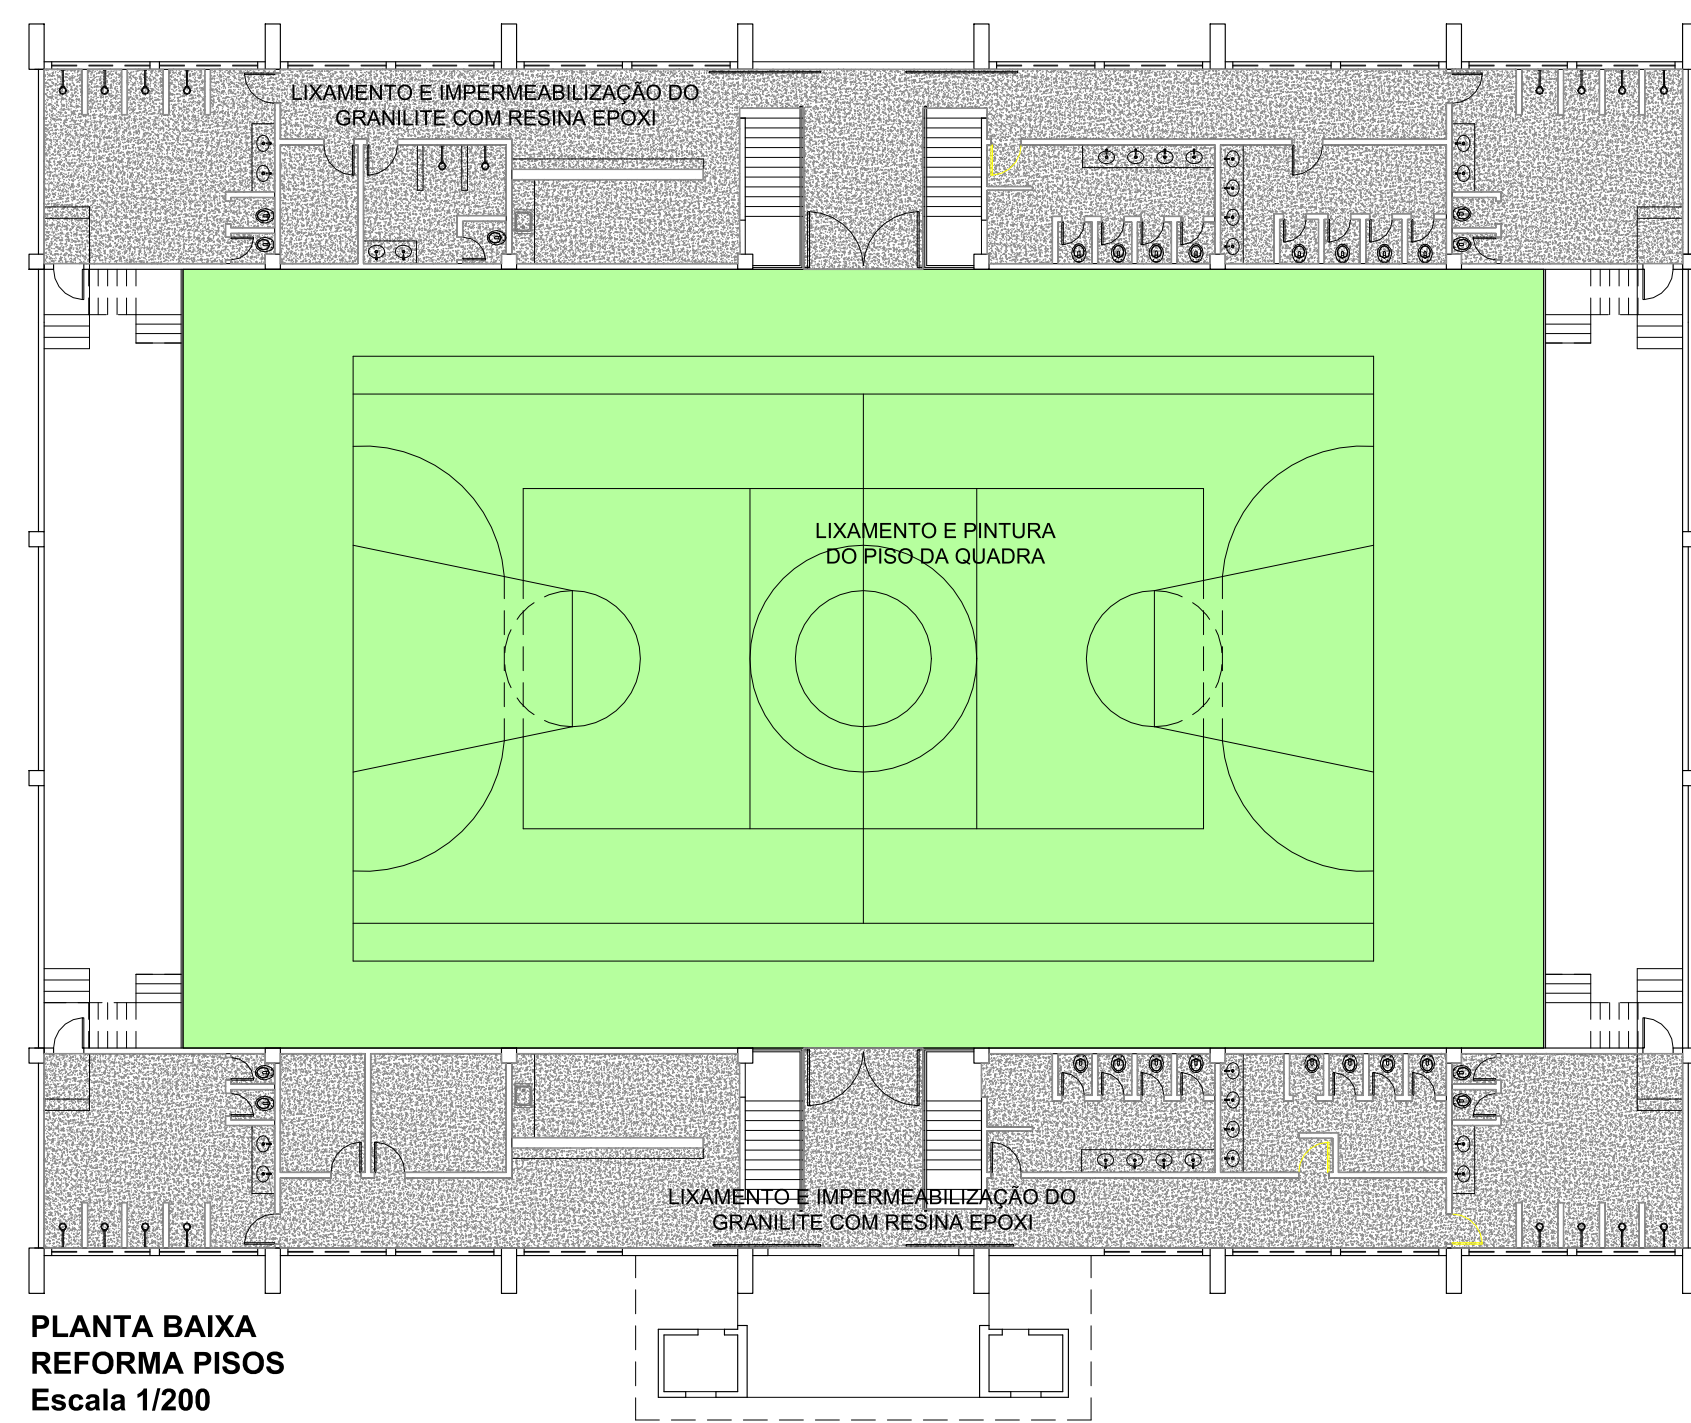 LIXAMENTO E IMPERMEABILIZAÇÃO DO
GRANILITE COM RESINA EPOXI
LIXAMENTO E PINTURA
DO PISO DA QUADRA
LIXAMENTO E IMPERMEABILIZAÇÃO DO
GRANILITE COM RESINA EPOXI
PLANTA BAIXA
REFORMA PISOS
Escala 1/200